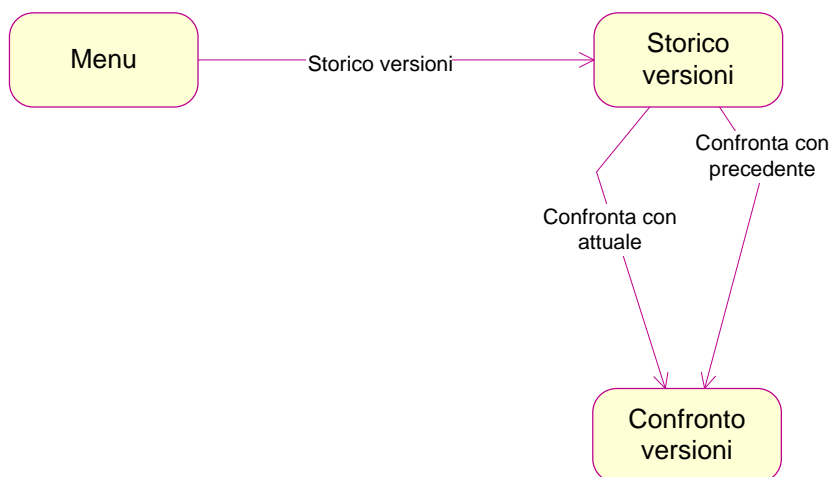 Menu
Storico versioni
Storico
versioni
Confronta con
precedente
Confronta con
attuale
Confronto
versioni